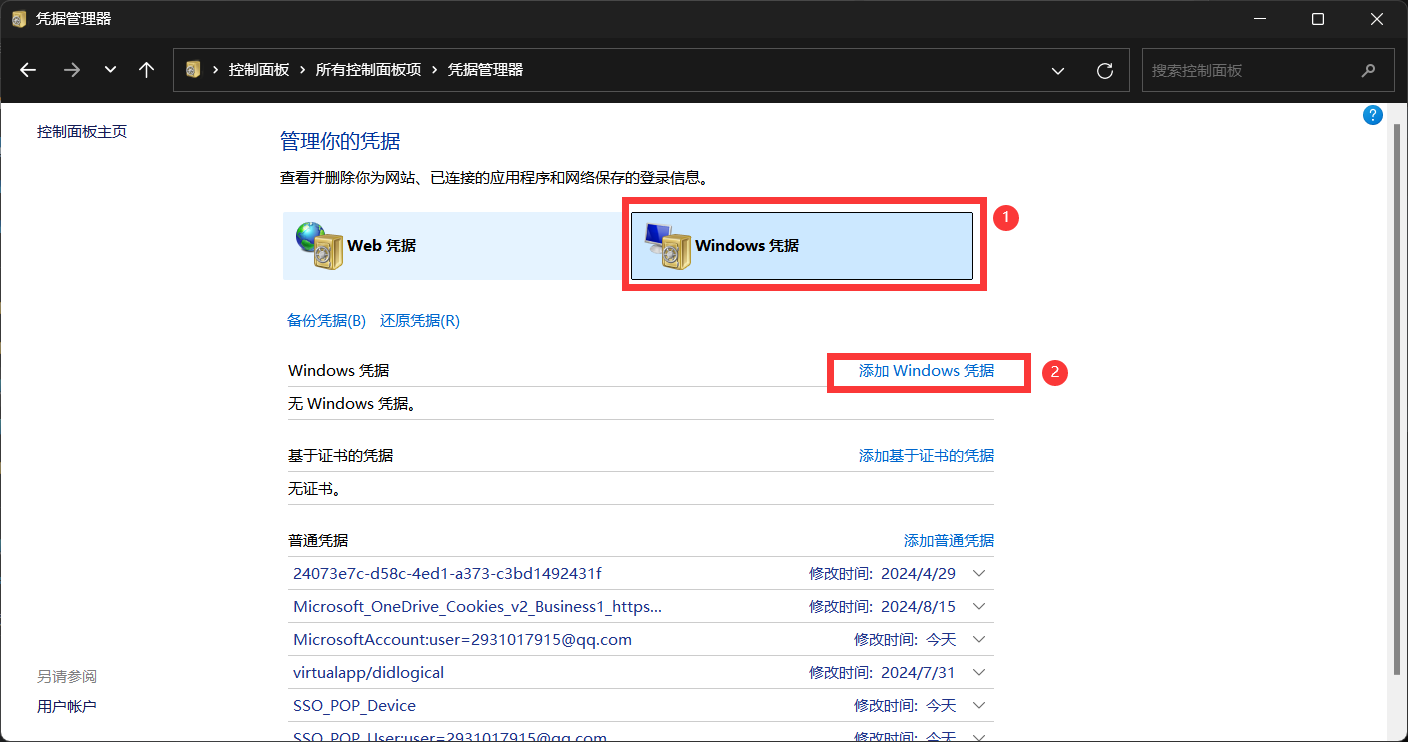 凭据管理器
控制面板 › 所有控制面板项 › 凭据管理器
搜索控制面板
?
控制面板主页
管理你的凭据
查看并删除你为网站、已连接的应用程序和网络保存的登录信息。
Web 凭据
Windows 凭据
1
备份凭据(B) 还原凭据(R)
Windows 凭据 添加 Windows 凭据
2
无 Windows 凭据。
基于证书的凭据 添加基于证书的凭据
无证书。
普通凭据 添加普通凭据
24073e7c-d58c-4ed1-a373-c3bd1492431f 修改时间: 2024/4/29
Microsoft_OneDrive_Cookies_v2_Business1_https... 修改时间: 2024/8/15
MicrosoftAccount:user=2931017915@qq.com 修改时间: 今天
virtualapp/didlogical 修改时间: 2024/7/31
SSO_POP_Device 修改时间: 今天
SSO_POP_User:user=2931017915@qq.com 修改时间: 今天
另请参阅
用户帐户